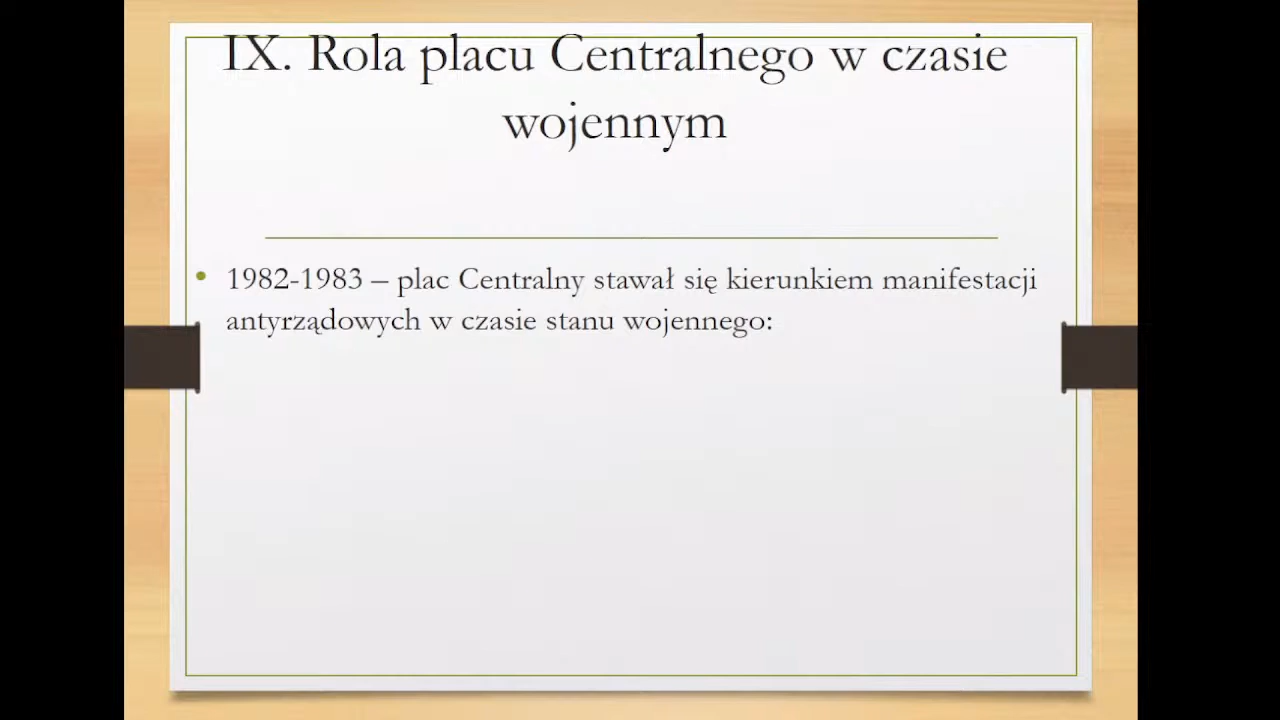 IX. Rola placu Centralnego w czasie
wojennym
• 1982-1983 – plac Centralny stawał się kierunkiem manifestacji
antyrządowych w czasie stanu wojennego: